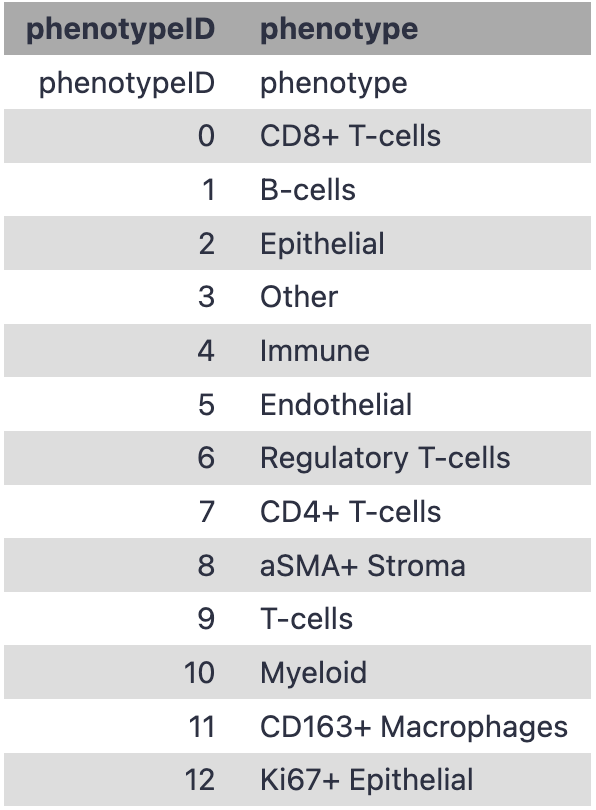 phenotypeID phenotype
phenotypeID phenotype
0 CD8+ T-cells
1 B-cells
2 Epithelial
3 Other
4 Immune
5 Endothelial
6 Regulatory T-cells
7 CD4+ T-cells
8 aSMA+ Stroma
9 T-cells
10 Myeloid
11 CD163+ Macrophages
12 Ki67+ Epithelial